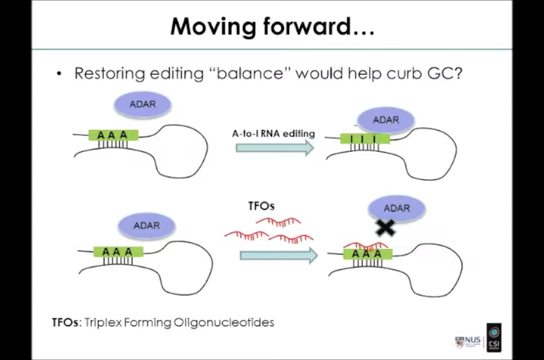 Moving forward...
• Restoring editing "balance" would help curb GC?
ADAR
A A A
A-to-I RNA editing
ADAR
I I I
ADAR
A A A
TFOs
ADAR
A A A
TFOs: Triplex Forming Oligonucleotides
NUS
CSI